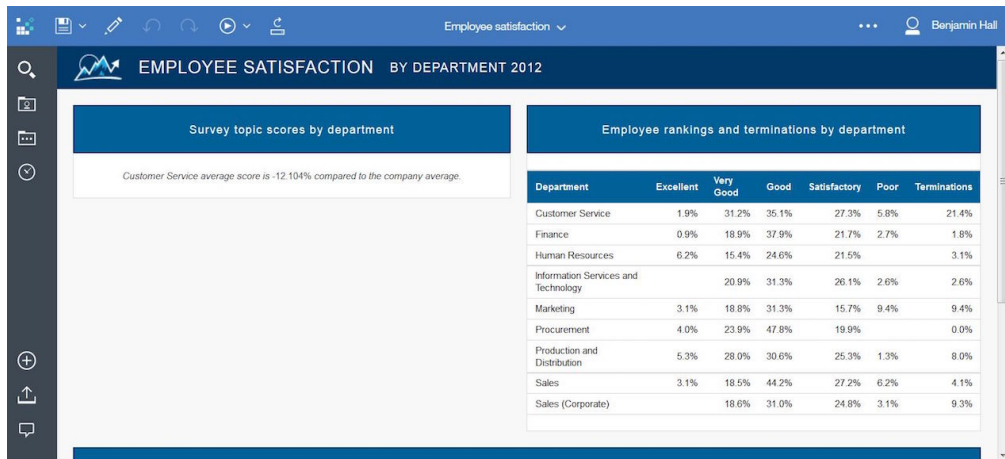 Employee satisfaction
Benjamin Hall
EMPLOYEE SATISFACTION BY DEPARTMENT 2012
Survey topic scores by department
Customer Service average score is -12.104% compared to the company average.
Employee rankings and terminations by department
Department Excellent Very Good Good Satisfactory Poor Terminations
Customer Service 1.9% 31.2% 35.1% 27.3% 5.8% 21.4%
Finance 0.9% 18.9% 37.9% 21.7% 2.7% 1.8%
Human Resources 6.2% 15.4% 24.6% 21.5% 3.1%
Information Services and Technology 20.9% 31.3% 26.1% 2.6% 2.6%
Marketing 3.1% 18.8% 31.3% 15.7% 9.4% 9.4%
Procurement 4.0% 23.9% 47.8% 19.9% 0.0%
Production and Distribution 5.3% 28.0% 30.6% 25.3% 1.3% 8.0%
Sales 3.1% 18.5% 44.2% 27.2% 6.2% 4.1%
Sales (Corporate) 18.6% 31.0% 24.8% 3.1% 9.3%